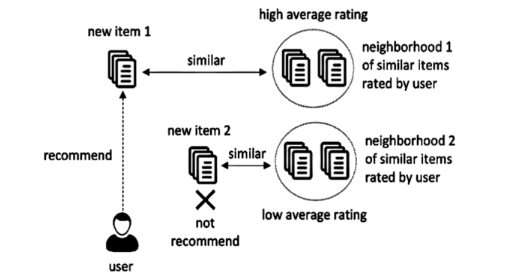 high average rating
new item 1
similar
neighborhood 1
of similar items
rated by user
new item 2
similar
neighborhood 2
of similar items
rated by user
recommend
not
recommend
low average rating
user